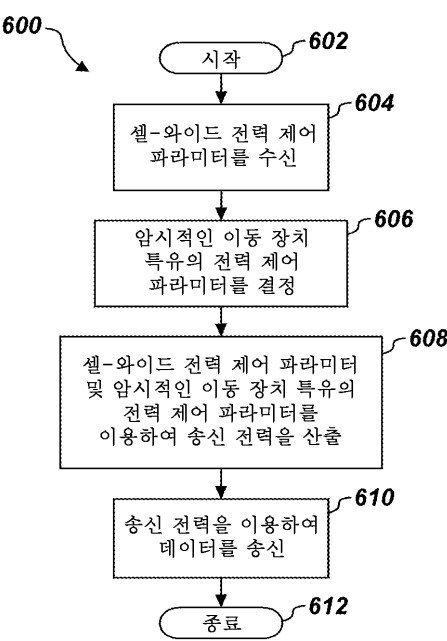 600
시작
602
604
셀-와이드 전력 제어
파라미터를 수신
606
암시적인 이동 장치
특유의 전력 제어
파라미터를 결정
608
셀-와이드 전력 제어 파라미터
및 암시적인 이동 장치 특유의
전력 제어 파라미터를
이용하여 송신 전력을 산출
610
송신 전력을 이용하여
데이터를 송신
612
종료